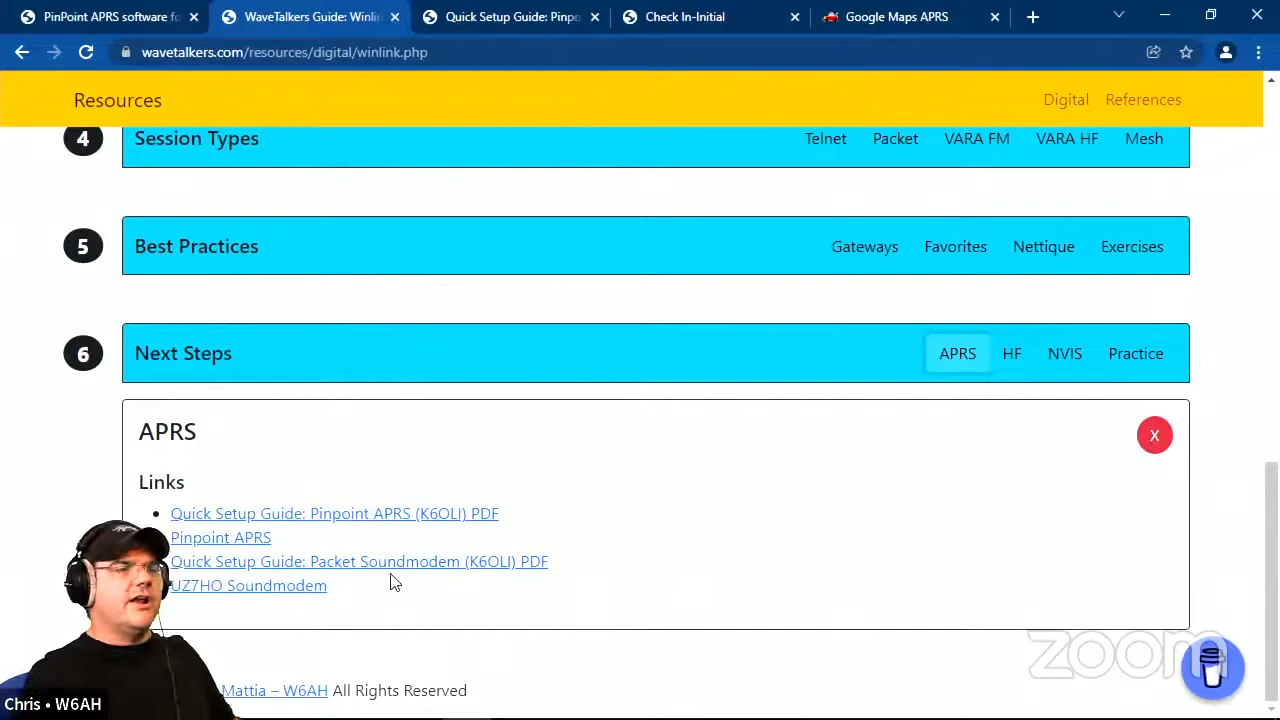 PinPoint APRS software fo
WaveTalkers Guide: Winli
Quick Setup Guide: Pinpo
Check In-Initial
Google Maps APRS
wavetalkers.com/resources/digital/winlink.php
Resources
Digital References
4 Session Types Telnet Packet VARA FM VARA HF Mesh
5 Best Practices Gateways Favorites Nettique Exercises
6 Next Steps APRS HF NVIS Practice
APRS
X
Links
Quick Setup Guide: Pinpoint APRS (K6OLI) PDF
Pinpoint APRS
Quick Setup Guide: Packet Soundmodem (K6OLI) PDF
UZ7HO Soundmodem
zoom
Mattia – W6AH All Rights Reserved
Chris • W6AH